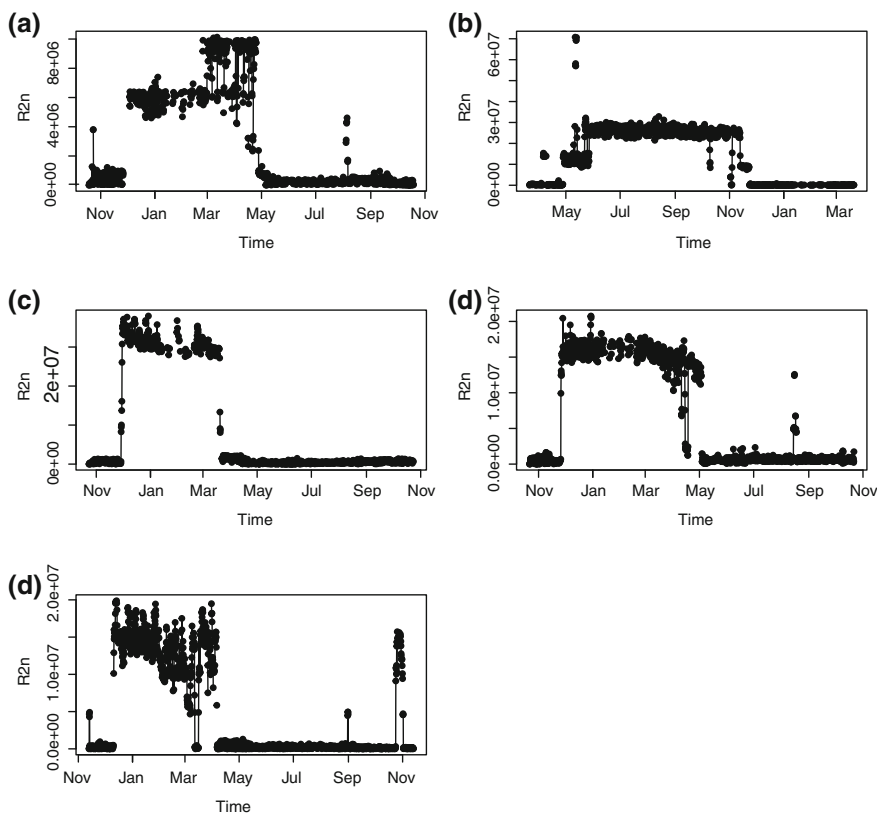 (a)
R2n
8e+06
4e+06
0e+00
Nov Jan Mar May Jul Sep Nov
Time
(b)
R2n
6e+07
3e+07
0e+00
May Jul Sep Nov Jan Mar
Time
(c)
R2n
2e+07
0e+00
Nov Jan Mar May Jul Sep Nov
Time
(d)
R2n
2.0e+07
1.0e+07
0.0e+00
Nov Jan Mar May Jul Sep Nov
Time
(d)
R2n
2.0e+07
1.0e+07
0.0e+00
Nov Jan Mar May Jul Sep Nov
Time